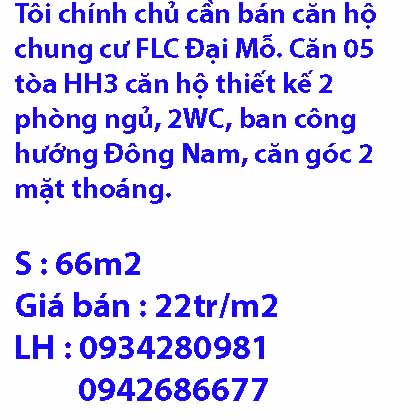 Tôi chính chủ cần bán căn hộ
chung cư FLC Đại Mỗ. Căn 05
tòa HH3 căn hộ thiết kế 2
phòng ngủ, 2WC, ban công
hướng Đông Nam, căn góc 2
mặt thoáng.
S : 66m2
Giá bán : 22tr/m2
LH : 0934280981
0942686677